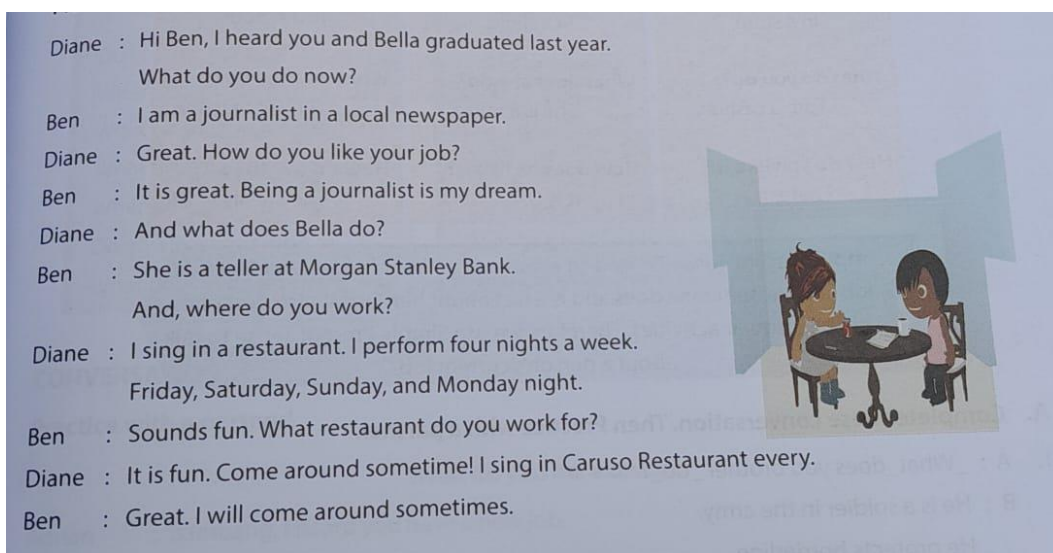 Diane : Hi Ben, I heard you and Bella graduated last year.
What do you do now?
Ben : I am a journalist in a local newspaper.
Diane : Great. How do you like your job?
Ben : It is great. Being a journalist is my dream.
Diane : And what does Bella do?
Ben : She is a teller at Morgan Stanley Bank.
And, where do you work?
Diane : I sing in a restaurant. I perform four nights a week.
Friday, Saturday, Sunday, and Monday night.
Ben : Sounds fun. What restaurant do you work for?
Diane : It is fun. Come around sometime! I sing in Caruso Restaurant every.
Ben : Great. I will come around sometimes.